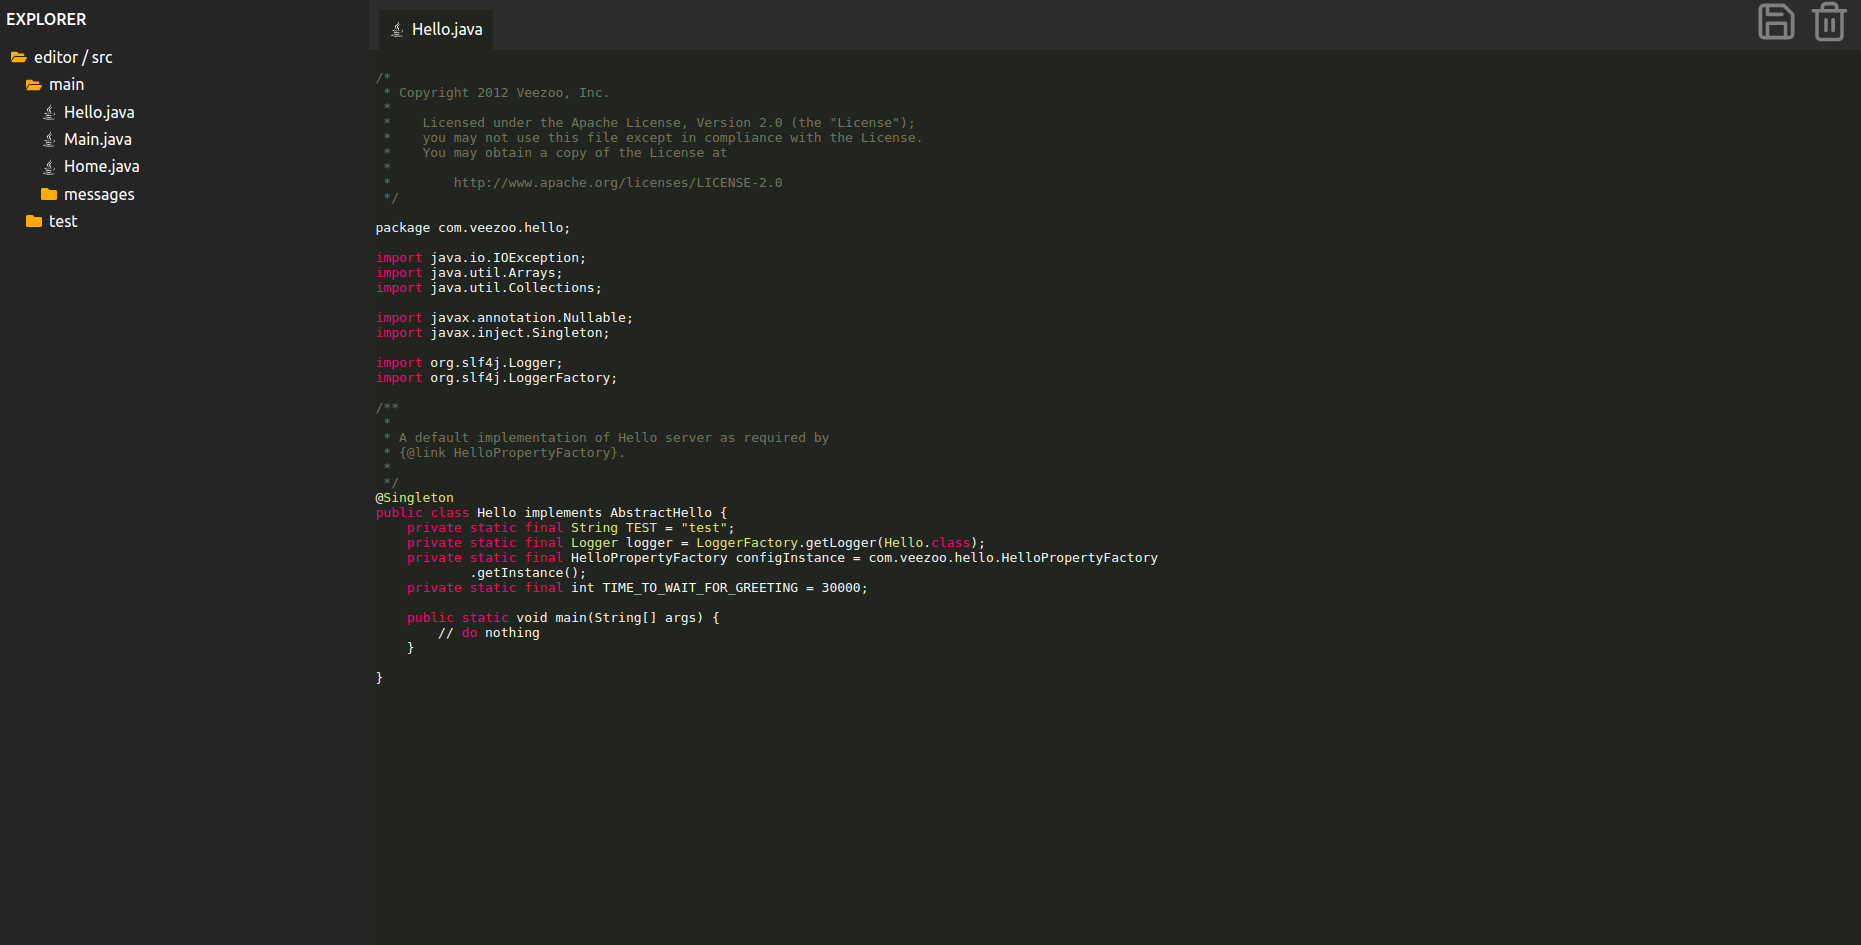 EXPLORER
editor / src
main
Hello.java
Main.java
Home.java
messages
test
Hello.java
/*
 * Copyright 2012 Veezoo, Inc.
 *
 *    Licensed under the Apache License, Version 2.0 (the "License");
 *    you may not use this file except in compliance with the License.
 *    You may obtain a copy of the License at
 *
 *        http://www.apache.org/licenses/LICENSE-2.0
 */

package com.veezoo.hello;

import java.io.IOException;
import java.util.Arrays;
import java.util.Collections;

import javax.annotation.Nullable;
import javax.inject.Singleton;

import org.slf4j.Logger;
import org.slf4j.LoggerFactory;

/**
 *
 * A default implementation of Hello server as required by
 * {@link HelloPropertyFactory}.
 *
 */
@Singleton
public class Hello implements AbstractHello {
    private static final String TEST = "test";
    private static final Logger logger = LoggerFactory.getLogger(Hello.class);
    private static final HelloPropertyFactory configInstance = com.veezoo.hello.HelloPropertyFactory
            .getInstance();
    private static final int TIME_TO_WAIT_FOR_GREETING = 30000;

    public static void main(String[] args) {
        // do nothing
    }

}